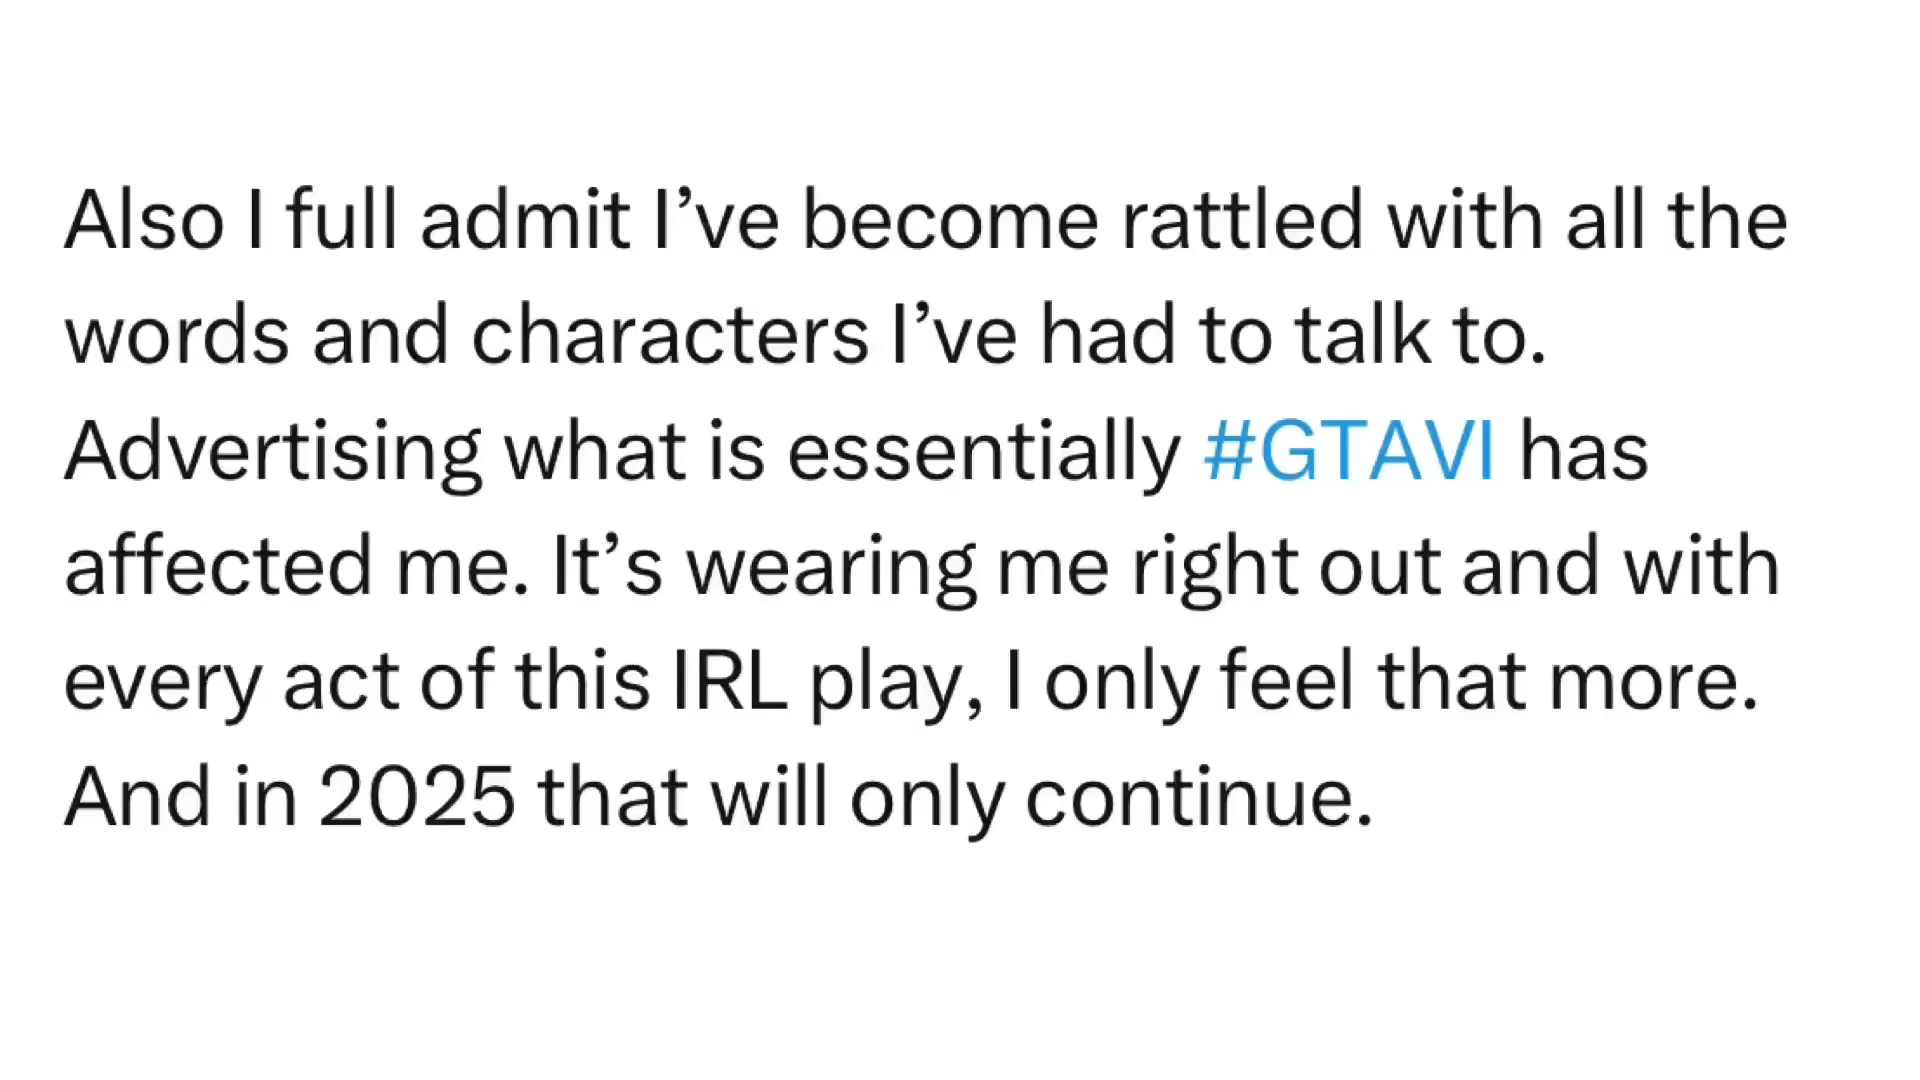 Also I full admit I’ve become rattled with all the
words and characters I’ve had to talk to.
Advertising what is essentially #GTAVI has
affected me. It’s wearing me right out and with
every act of this IRL play, I only feel that more.
And in 2025 that will only continue.